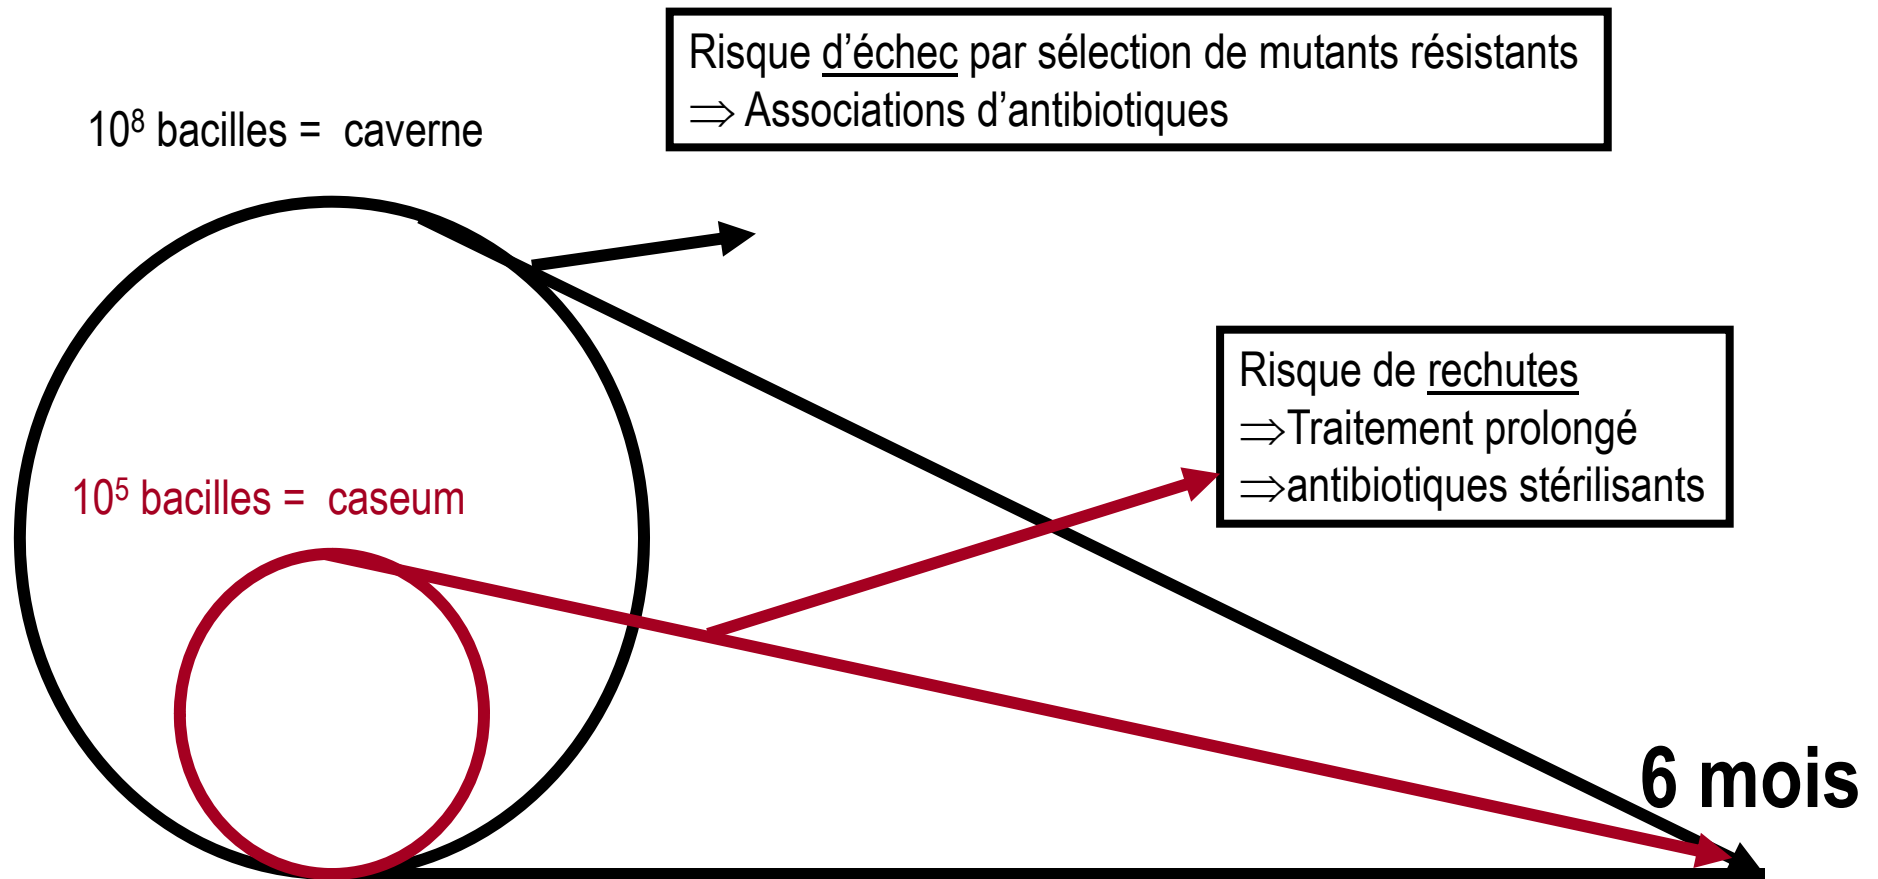 Risque d’échec par sélection de mutants résistants
⇒ Associations d’antibiotiques
10⁸ bacilles = caverne
Risque de rechutes
⇒Traitement prolongé
⇒antibiotiques stérilisants
10⁵ bacilles = caseum
6 mois